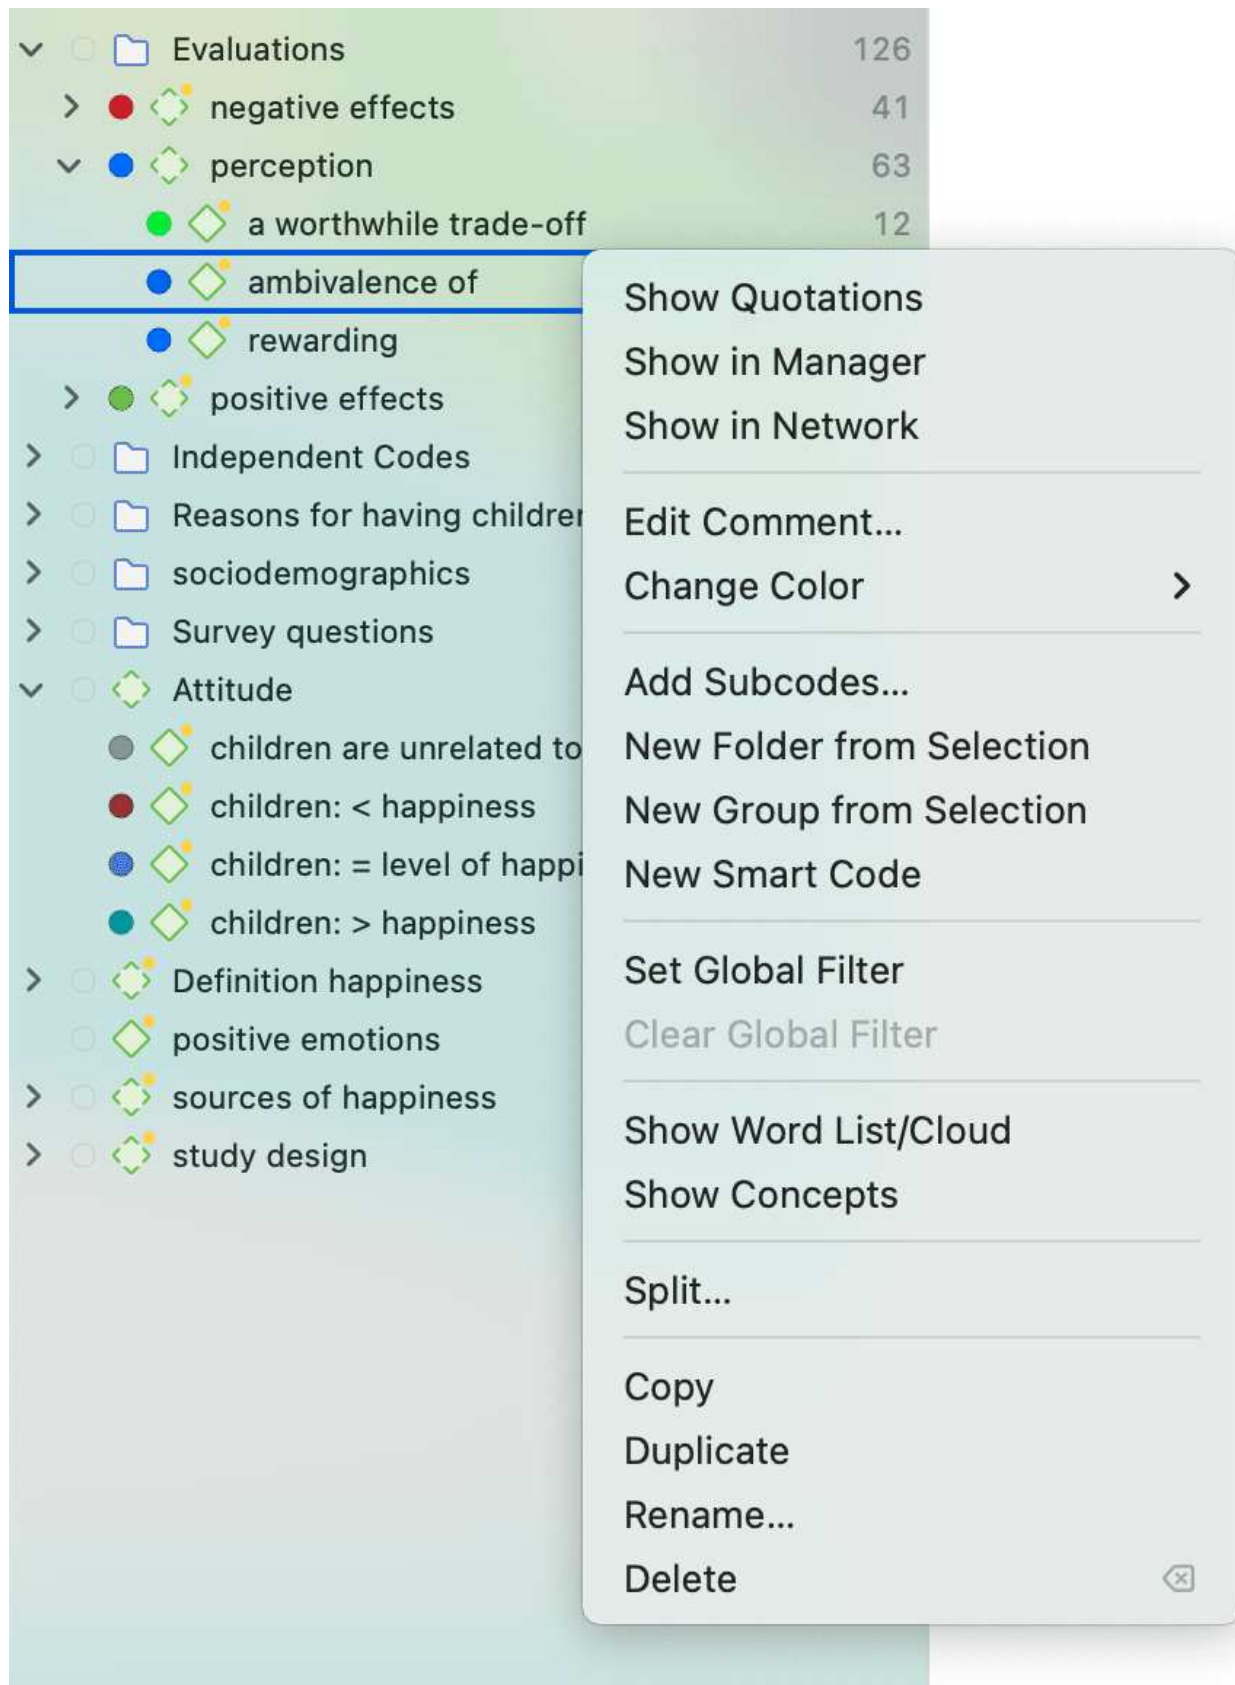 Evaluations 126
negative effects 41
perception 63
a worthwhile trade-off 12
ambivalence of
rewarding
positive effects
Independent Codes
Reasons for having
sociodemographics
Survey questions
Attitude
children are unrelated to
children: < happiness
children: = level of
children: > happiness
Definition happiness
positive emotions
sources of happiness
study design
Show Quotations
Show in Manager
Show in Network
Edit Comment...
Change Color
Add Subcodes...
New Folder from Selection
New Group from Selection
New Smart Code
Set Global Filter
Clear Global Filter
Show Word List/Cloud
Show Concepts
Split...
Copy
Duplicate
Rename...
Delete